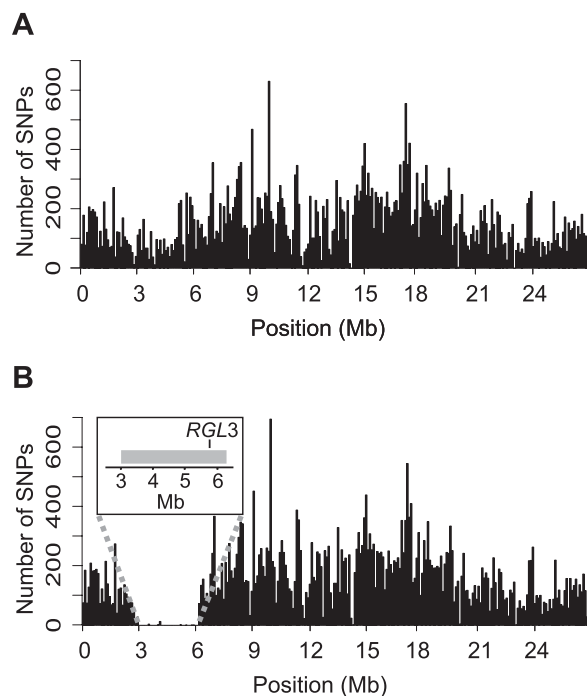 A
Number of SNPs
600
400
200
0
0 3 6 9 12 15 18 21 24
Position (Mb)
B
RGL3
3 4 5 6
Mb
Number of SNPs
600
400
200
0
0 3 6 9 12 15 18 21 24
Position (Mb)